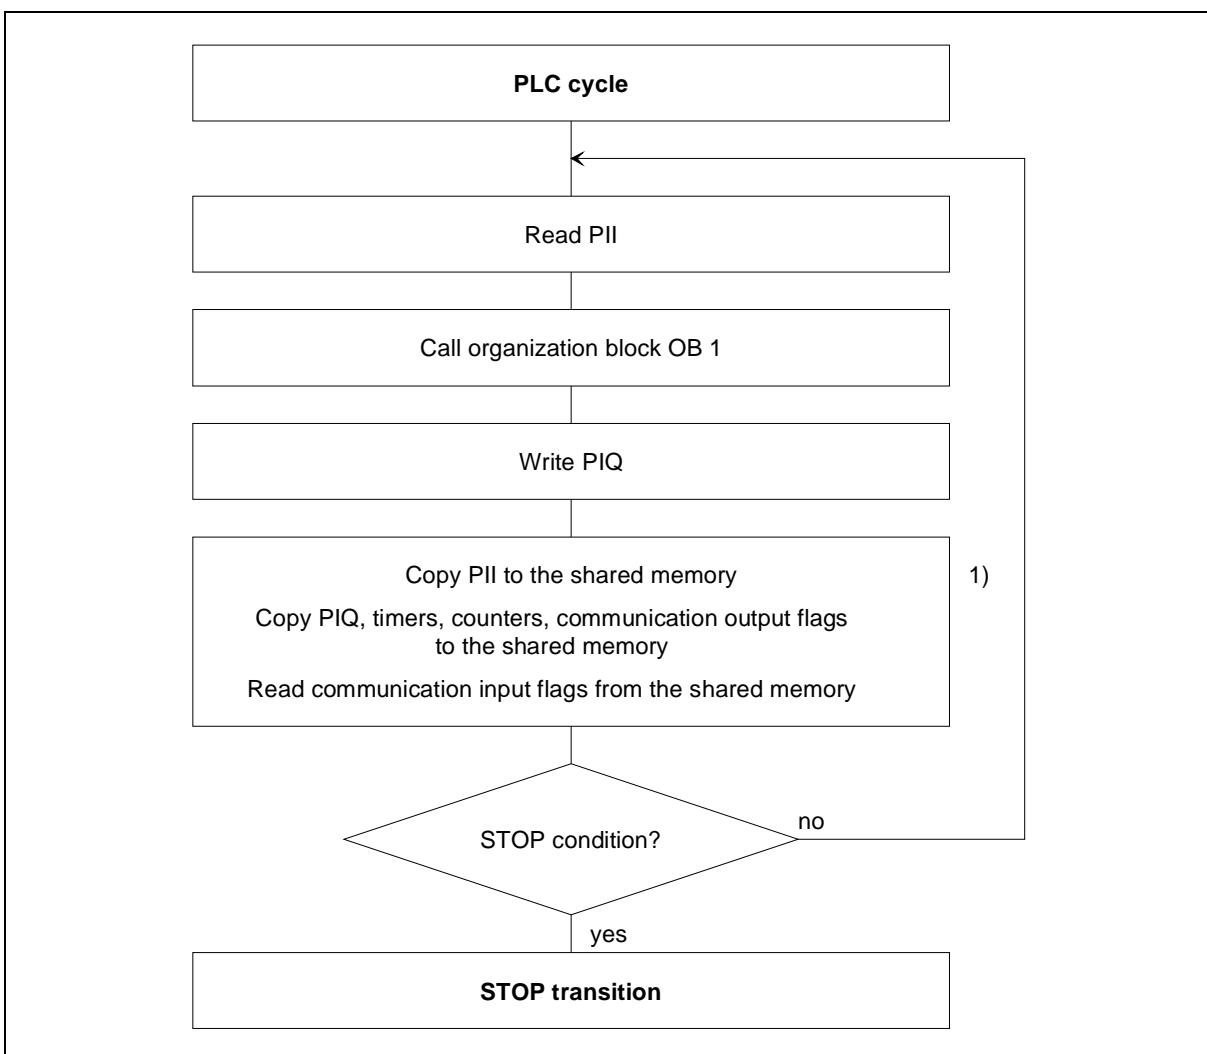 PLC cycle
Read PII
Call organization block OB 1
Write PIQ
Copy PII to the shared memory
1)
Copy PIQ, timers, counters, communication output flags
to the shared memory
Read communication input flags from the shared memory
STOP condition?
no
yes
STOP transition